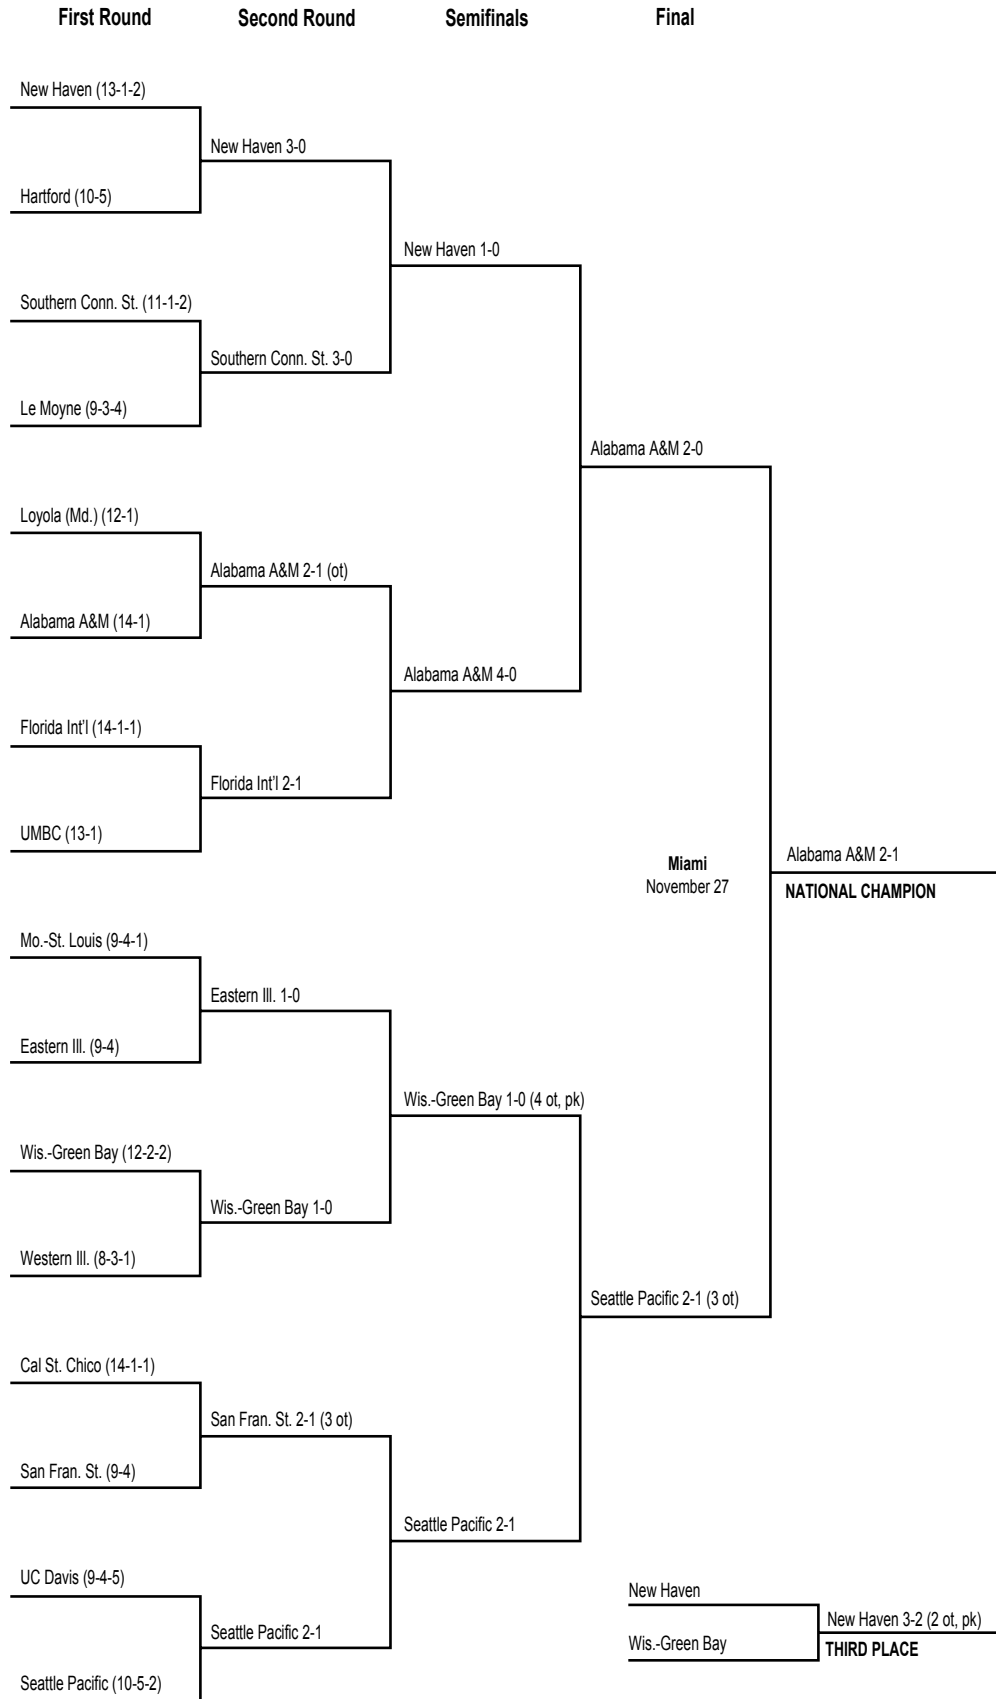 First Round
Second Round
Semifinals
Final
New Haven (13-1-2)
New Haven 3-0
Hartford (10-5)
New Haven 1-0
Southern Conn. St. (11-1-2)
Southern Conn. St. 3-0
Le Moyne (9-3-4)
Alabama A&M 2-0
Loyola (Md.) (12-1)
Alabama A&M 2-1 (ot)
Alabama A&M (14-1)
Alabama A&M 4-0
Florida Int'l (14-1-1)
Florida Int'l 2-1
UMBC (13-1)
Miami
November 27
Alabama A&M 2-1
NATIONAL CHAMPION
Mo.-St. Louis (9-4-1)
Eastern Ill. 1-0
Eastern Ill. (9-4)
Wis.-Green Bay 1-0 (4 ot, pk)
Wis.-Green Bay (12-2-2)
Wis.-Green Bay 1-0
Western Ill. (8-3-1)
Seattle Pacific 2-1 (3 ot)
Cal St. Chico (14-1-1)
San Fran. St. 2-1 (3 ot)
San Fran. St. (9-4)
Seattle Pacific 2-1
UC Davis (9-4-5)
Seattle Pacific 2-1
Seattle Pacific (10-5-2)
New Haven
New Haven 3-2 (2 ot, pk)
Wis.-Green Bay
THIRD PLACE